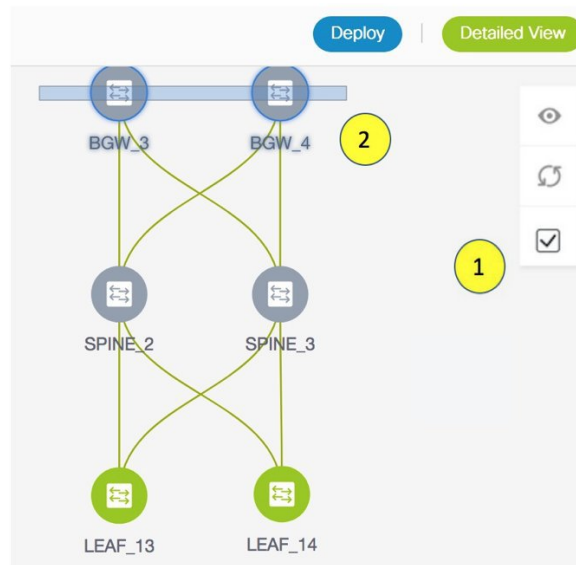 Deploy Detailed View
BGW_3 BGW_4 2
1
SPINE_2 SPINE_3
LEAF_13 LEAF_14